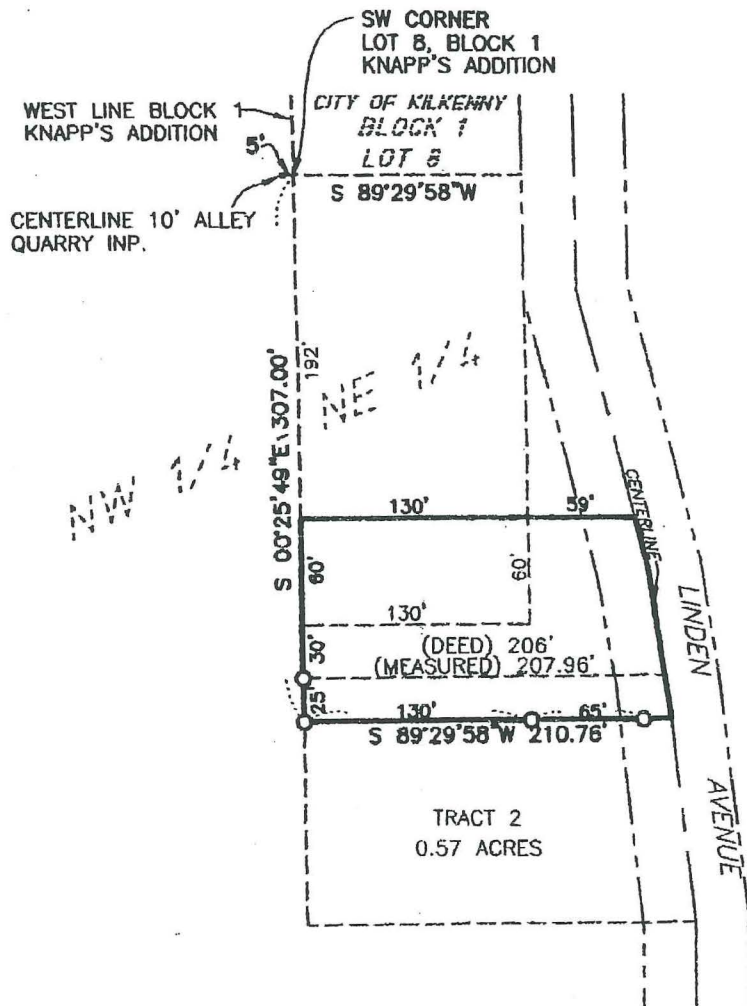 SW CORNER
LOT 8, BLOCK 1
KNAPP'S ADDITION
WEST LINE BLOCK 1
KNAPP'S ADDITION
CITY OF KILKENNY
BLOCK 1
LOT 8
5'
S 89°29'58"W
CENTERLINE 10' ALLEY
QUARRY INP.
NW 1/4 NE 1/4
S 00°25'49"E 307.00'
192'
130' 59'
CENTERLINE
60'
60'
130'
(DEED) 206'
30'
(MEASURED) 207.96'
25'
130' 65'
S 89°29'58"W 210.76'
LINDEN AVENUE
TRACT 2
0.57 ACRES